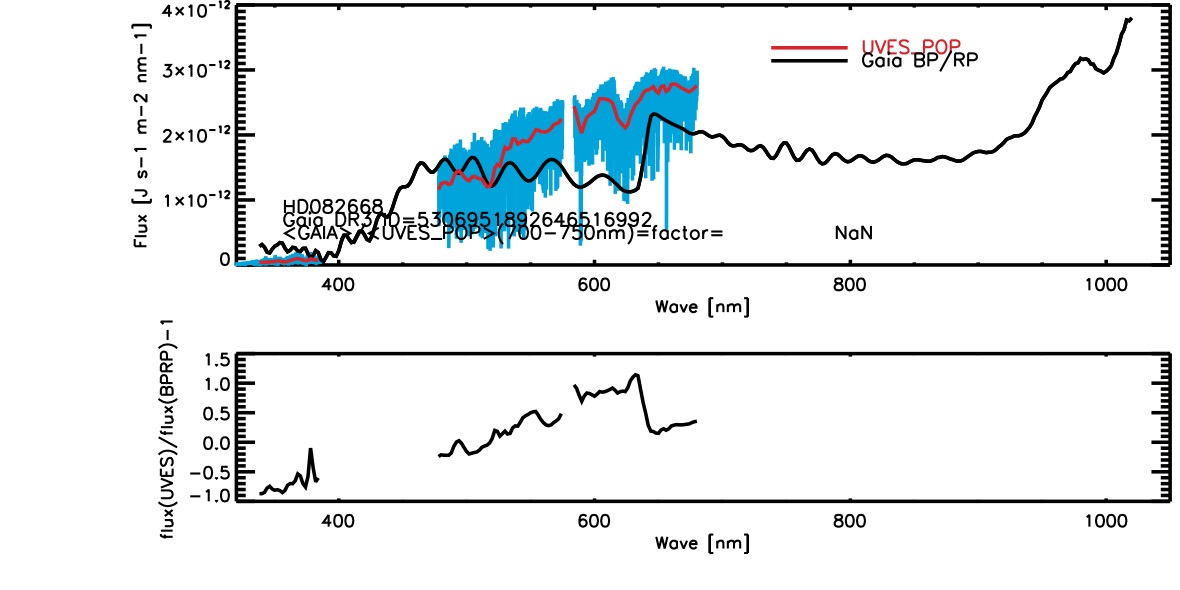 4×10−12
3×10−12
2×10−12
1×10−12
0
Flux [J s−1 m−2 nm−1]
UVES_POP
Gaia BP/RP
HD082668
Gaia DR3 ID=5306951892646516992
<GAIA>/<UVES_POP>(700−750nm)=factor= NaN
400 600 800 1000
Wave [nm]
flux(UVES)/flux(BPRP)−1
1.5
1.0
0.5
0.0
−0.5
−1.0
400 600 800 1000
Wave [nm]